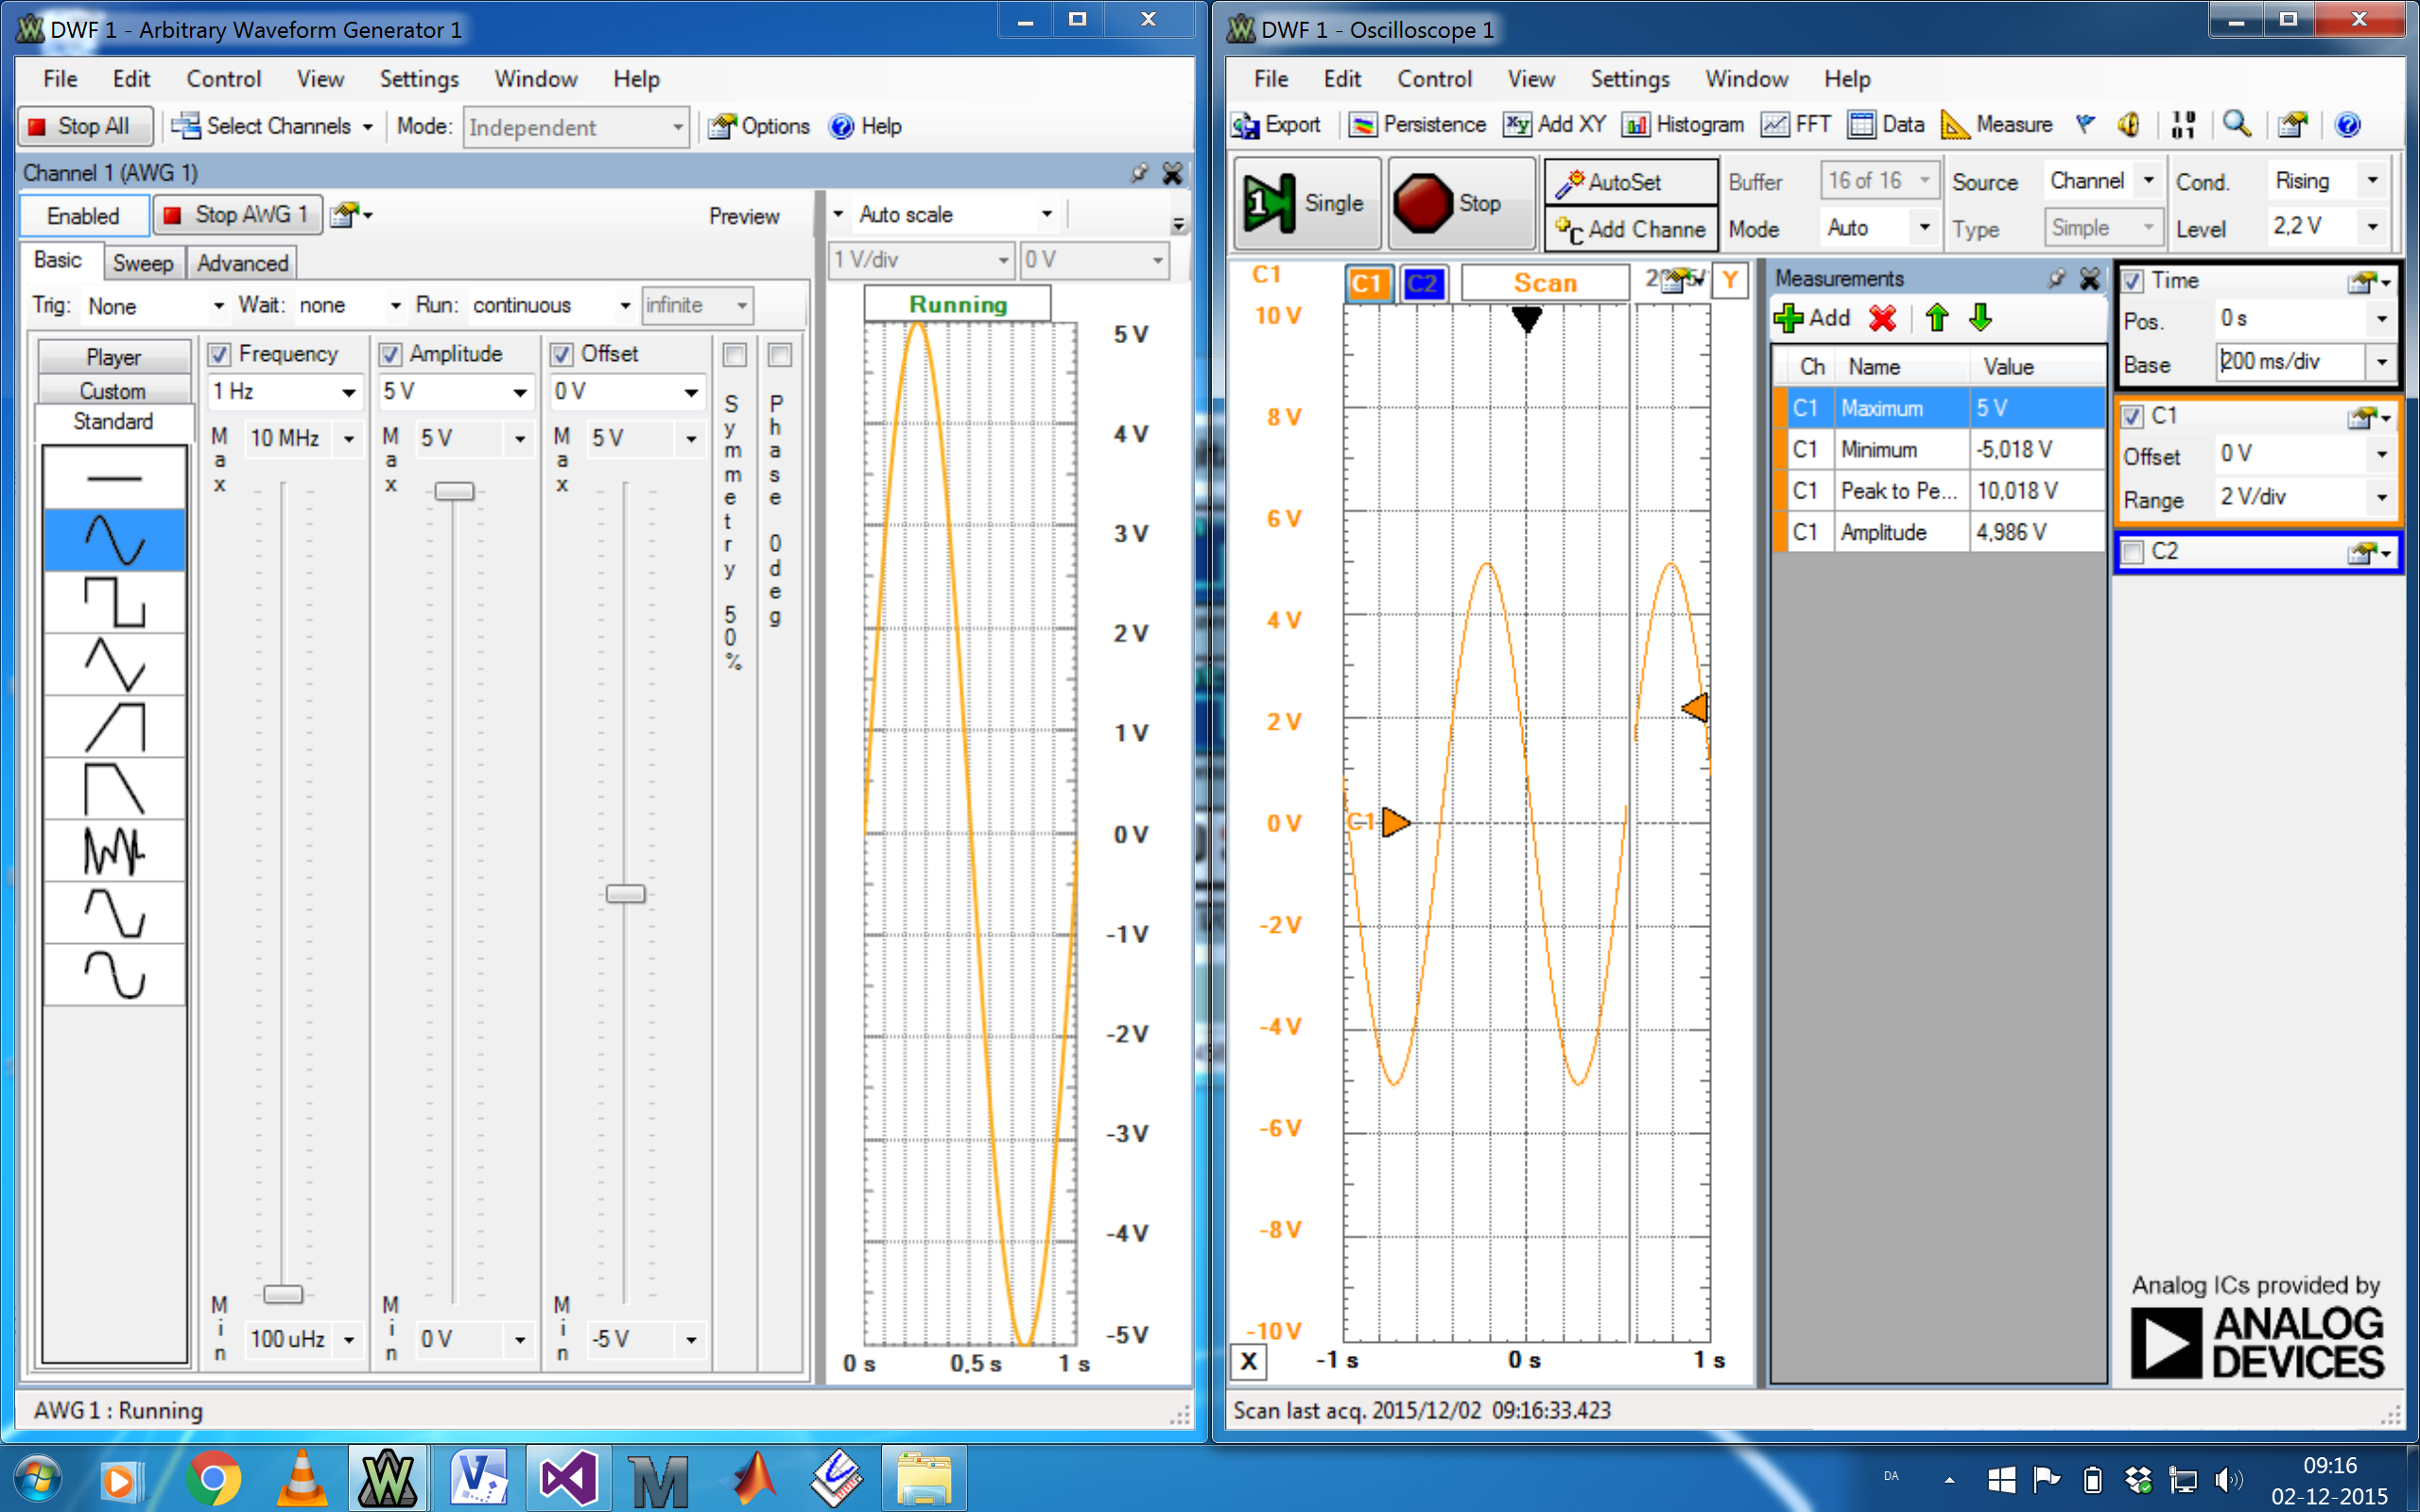 DWF 1 - Arbitrary Waveform Generator 1
File Edit Control View Settings Window Help
Stop All Select Channels Mode: Independent Options Help
Channel 1 (AWG 1)
Enabled Stop AWG 1 Preview
Basic Sweep Advanced
Trig: None Wait: none Run: continuous infinite
Player
Custom
Standard
Frequency
1 Hz
Max 10 MHz
Min 100 uHz
Amplitude
5 V
Max 5 V
Min 0 V
Offset
0 V
Max 5 V
Min -5 V
Symmetry 50%
Phase 0deg
Auto scale
1 V/div 0 V
Running
5 V
4 V
3 V
2 V
1 V
0 V
-1 V
-2 V
-3 V
-4 V
-5 V
0 s 0,5 s 1 s
AWG 1 : Running
DWF 1 - Oscilloscope 1
File Edit Control View Settings Window Help
Export Persistence Add XY Histogram FFT Data Measure
Single Stop AutoSet Buffer 16 of 16 Source Channel Cond. Rising
Add Channe Mode Auto Type Simple Level 2,2 V
C1 C1 C2 Scan Y
10 V
8 V
6 V
4 V
2 V
0 V
-2 V
-4 V
-6 V
-8 V
-10 V
C1
X -1 s 0 s 1 s
Measurements
Add
Ch Name Value
C1 Maximum 5 V
C1 Minimum -5,018 V
C1 Peak to Pe... 10,018 V
C1 Amplitude 4,986 V
Time
Pos. 0 s
Base 200 ms/div
C1
Offset 0 V
Range 2 V/div
C2
Analog ICs provided by
ANALOG
DEVICES
Scan last acq. 2015/12/02 09:16:33.423
DA
09:16
02-12-2015